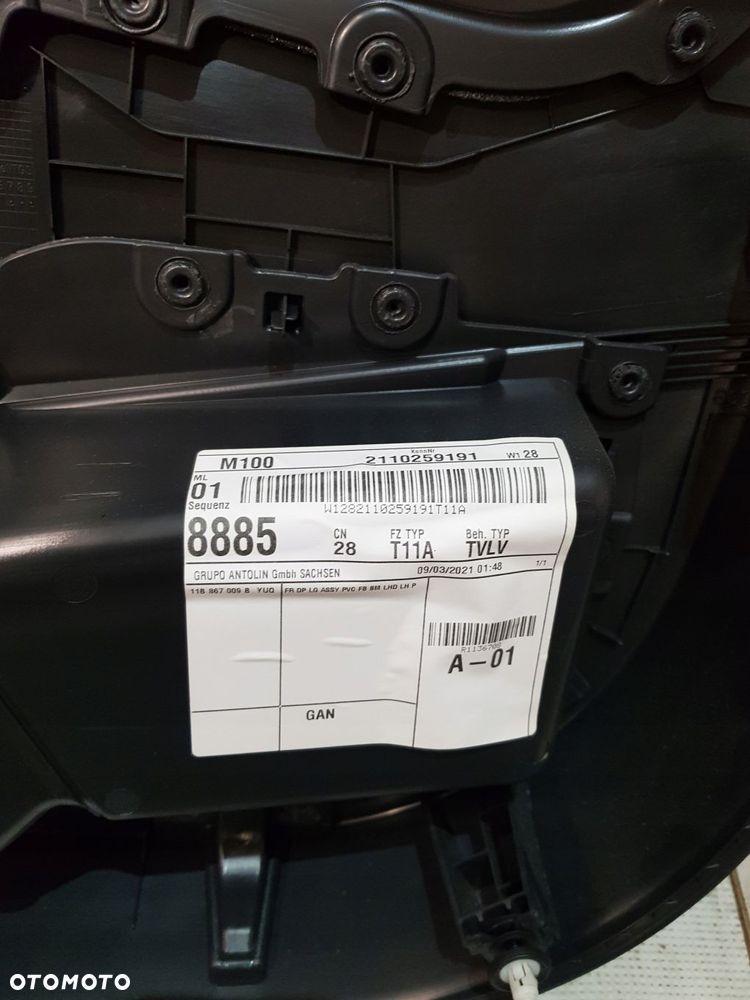 M100 KennNr 2110259191 W1 28
ML
01
Sequenz
W1282110259191T11A
8885 CN 28 FZ TYP T11A Beh. TYP TVLV
GRUPO ANTOLIN Gmbh SACHSEN 09/03/2021 01:48 1/1
11B 867 009 B YUQ FR DP LG ASSY PVC FB BM LHD LH P
R1136708
A-01
GAN
OTOMOTO